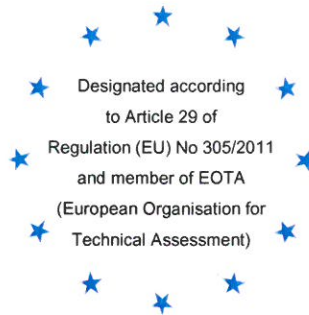 Designated according
to Article 29 of
Regulation (EU) No 305/2011
and member of EOTA
(European Organisation for
Technical Assessment)